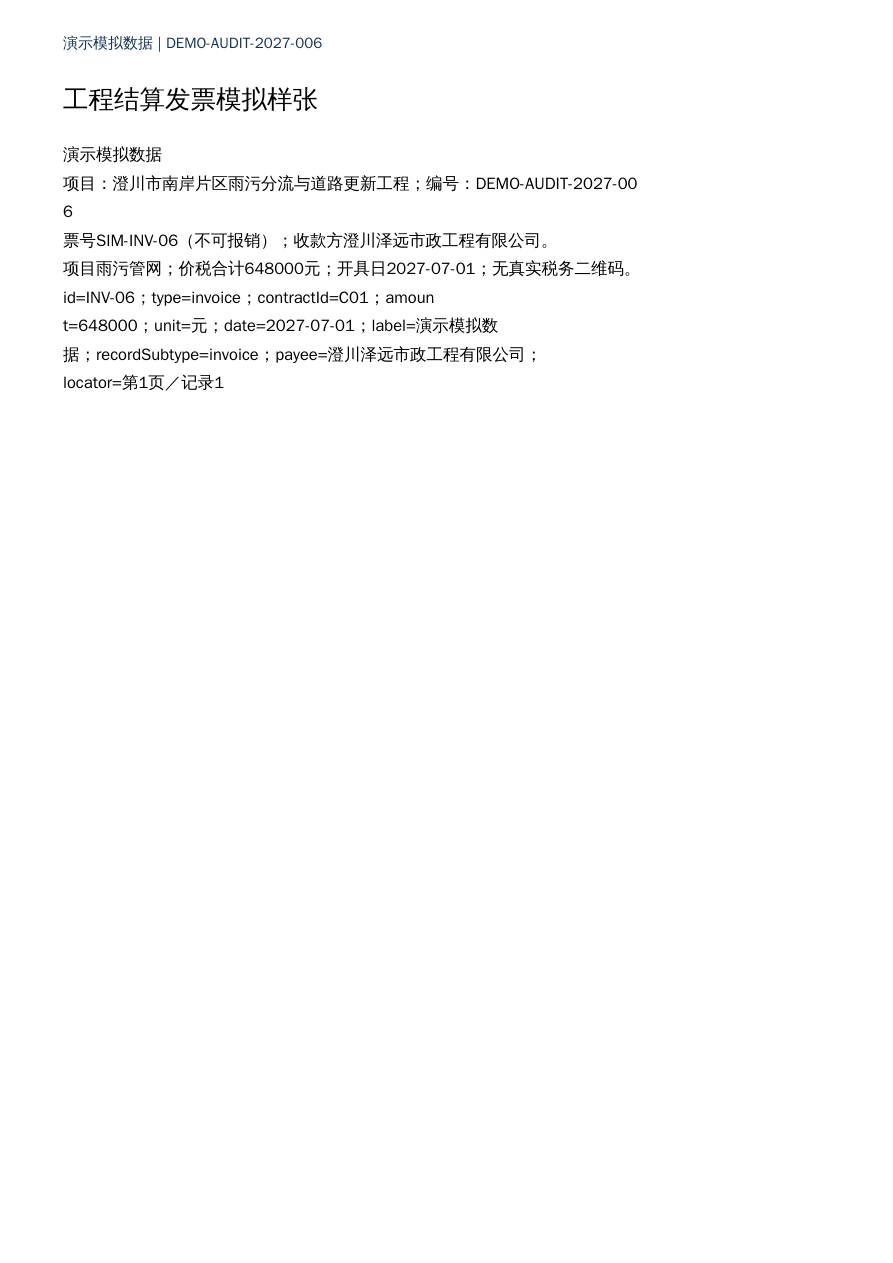 演示模拟数据 | DEMO-AUDIT-2027-006
工程结算发票模拟样张
演示模拟数据
项目：澄川市南岸片区雨污分流与道路更新工程；编号：DEMO-AUDIT-2027-00
6
票号SIM-INV-06（不可报销）；收款方澄川泽远市政工程有限公司。
项目雨污管网；价税合计648000元；开具日2027-07-01；无真实税务二维码。
id=INV-06；type=invoice；contractId=C01；amoun
t=648000；unit=元；date=2027-07-01；label=演示模拟数
据；recordSubtype=invoice；payee=澄川泽远市政工程有限公司；
locator=第1页／记录1